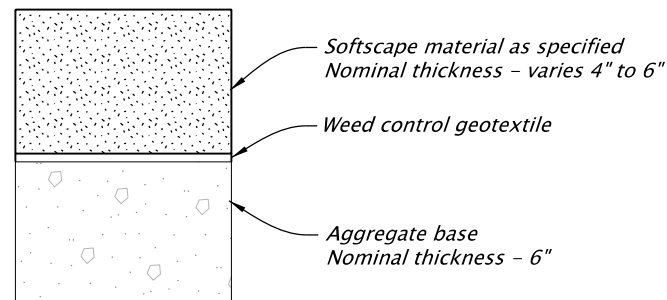 Softscape material as specified
Nominal thickness – varies 4" to 6"
Weed control geotextile
Aggregate base
Nominal thickness – 6"